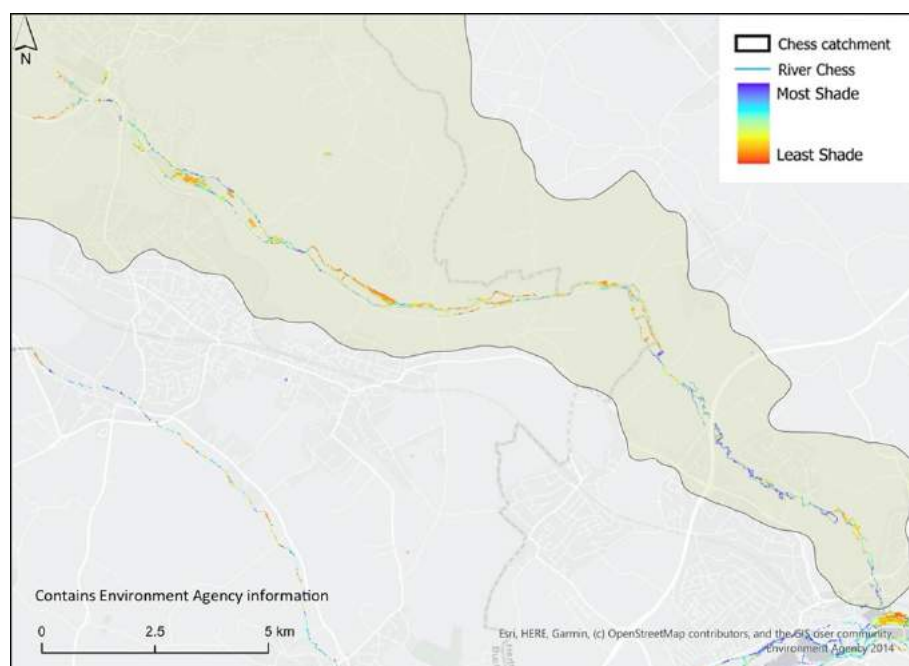 N
Chess catchment
River Chess
Most Shade
Least Shade
Contains Environment Agency information
0 2.5 5 km
Esri, HERE, Garmin, (c) OpenStreetMap contributors, and the GIS user community,
Environment Agency 2014